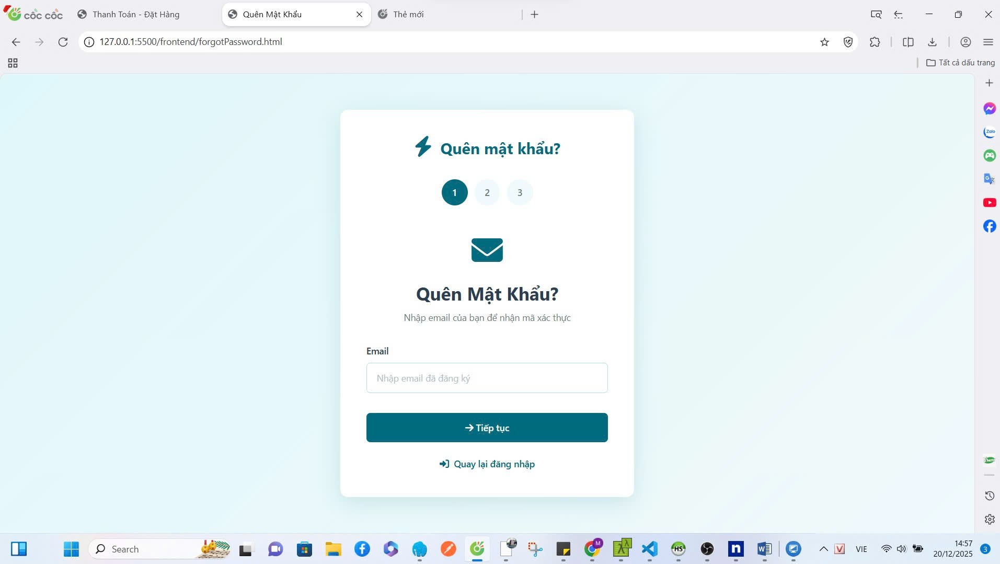 cốc cốc
Thanh Toán - Đặt Hàng
Quên Mật Khẩu
Thẻ mới
127.0.0.1:5500/frontend/forgotPassword.html
Tất cả dấu trang
Quên mật khẩu?
1 2 3
Quên Mật Khẩu?
Nhập email của bạn để nhận mã xác thực
Email
Nhập email đã đăng ký
Tiếp tục
Quay lại đăng nhập
Zalo
Search
M
HS
n
V
VIE
14:57
20/12/2025
3